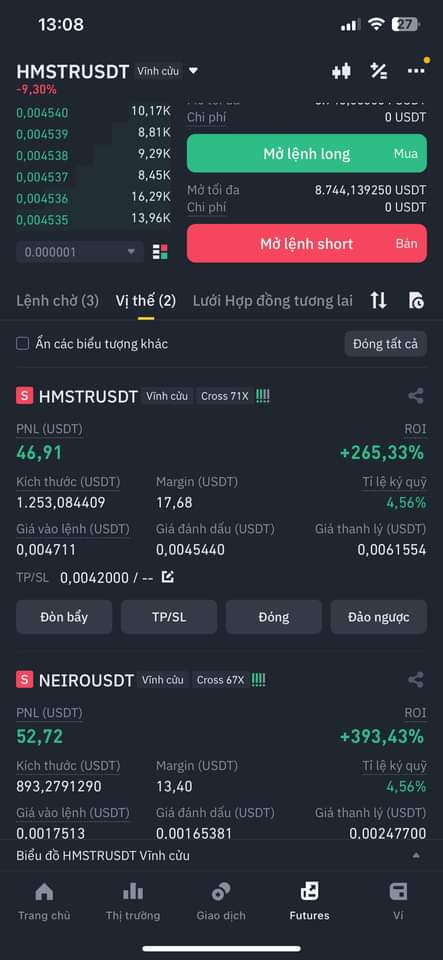 13:08
27
HMSTRUSDT Vĩnh cửu
-9,30%
0,004540 10,17K
Chi phí 0 USDT
0,004539 8,81K
0,004538 9,29K
Mở lệnh long Mua
0,004537 8,45K
Mở tối đa 8.744,139250 USDT
0,004536 16,29K
Chi phí 0 USDT
0,004535 13,96K
0.000001
Mở lệnh short Bán
Lệnh chờ (3) Vị thế (2) Lưới Hợp đồng tương lai
Ẩn các biểu tượng khác Đóng tất cả
S HMSTRUSDT Vĩnh cửu Cross 71X !!!!
PNL (USDT) ROI
46,91 +265,33%
Kích thước (USDT) Margin (USDT) Tỉ lệ ký quỹ
1.253,084409 17,68 4,56%
Giá vào lệnh (USDT) Giá đánh dấu (USDT) Giá thanh lý (USDT)
0,004711 0,0045440 0,0061554
TP/SL 0,0042000 / --
Đòn bẩy TP/SL Đóng Đảo ngược
S NEIROUSDT Vĩnh cửu Cross 67X !!!!
PNL (USDT) ROI
52,72 +393,43%
Kích thước (USDT) Margin (USDT) Tỉ lệ ký quỹ
893,2791290 13,40 4,56%
Giá vào lệnh (USDT) Giá đánh dấu (USDT) Giá thanh lý (USDT)
0,0017513 0,00165381 0,00247700
Biểu đồ HMSTRUSDT Vĩnh cửu
Trang chủ Thị trường Giao dịch Futures Ví